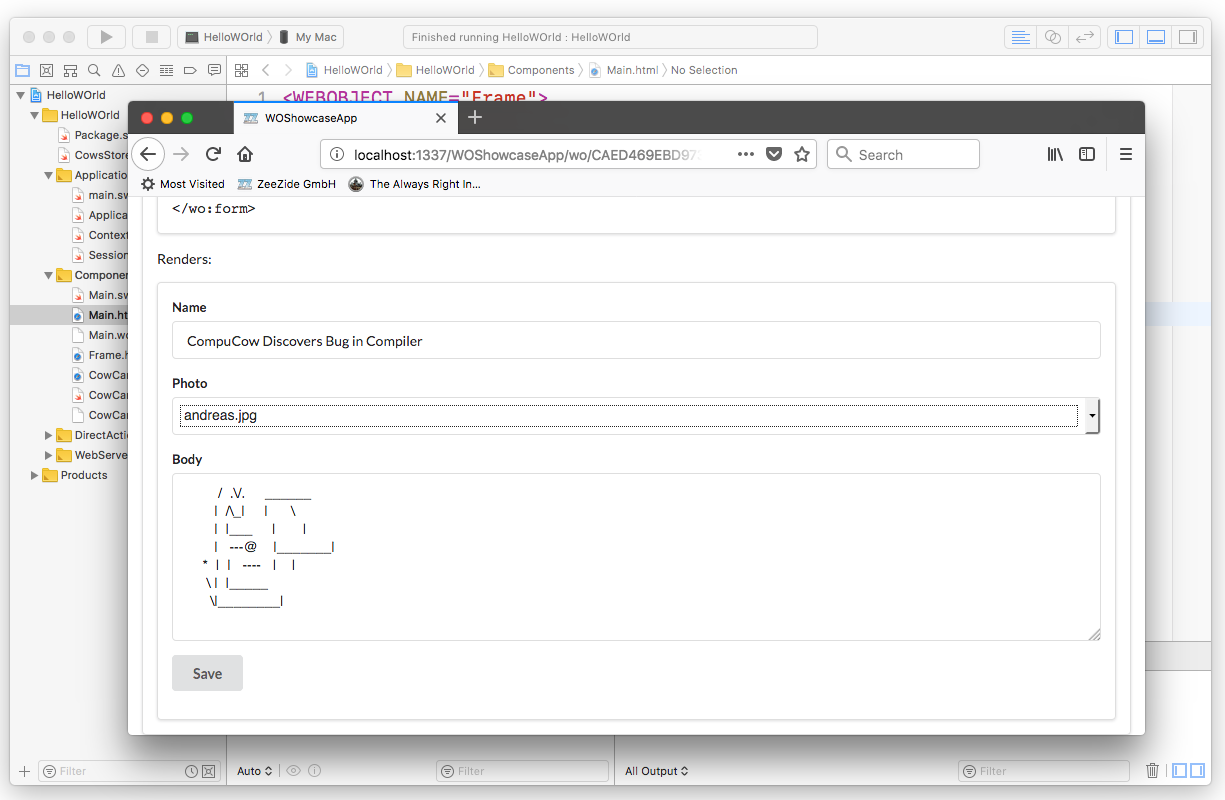 HelloWOrld My Mac
Finished running HelloWOrld : HelloWOrld
HelloWOrld HelloWOrld Components Main.html No Selection
1 <WEBOBJECT NAME="Frame">
HelloWOrld
HelloWOrld
Package.s
CowsStore
Applicatio
main.sw
Applica
Context
Session
Componen
Main.sw
Main.ht
Main.wo
Frame.h
CowCar
CowCar
CowCar
DirectActi
WebServe
Products
WOShowcaseApp
localhost:1337/WOShowcaseApp/wo/CAED469EBD973
Search
Most Visited ZeeZide GmbH The Always Right In...
</wo:form>
Renders:
Name
CompuCow Discovers Bug in Compiler
Photo
andreas.jpg
Body
/ .\/. _______
| /\_| | \
| |___ | |
| ---@ |_______|
* | | ---- | |
\ | |_____
\|_________|
Save
Filter
Auto
Filter
All Output
Filter